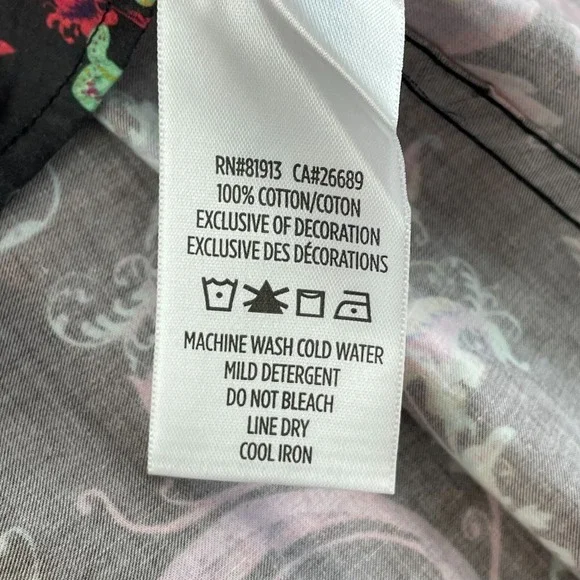 RN#81913 CA#26689
100% COTTON/COTON
EXCLUSIVE OF DECORATION
EXCLUSIVE DES DÉCORATIONS
MACHINE WASH COLD WATER
MILD DETERGENT
DO NOT BLEACH
LINE DRY
COOL IRON